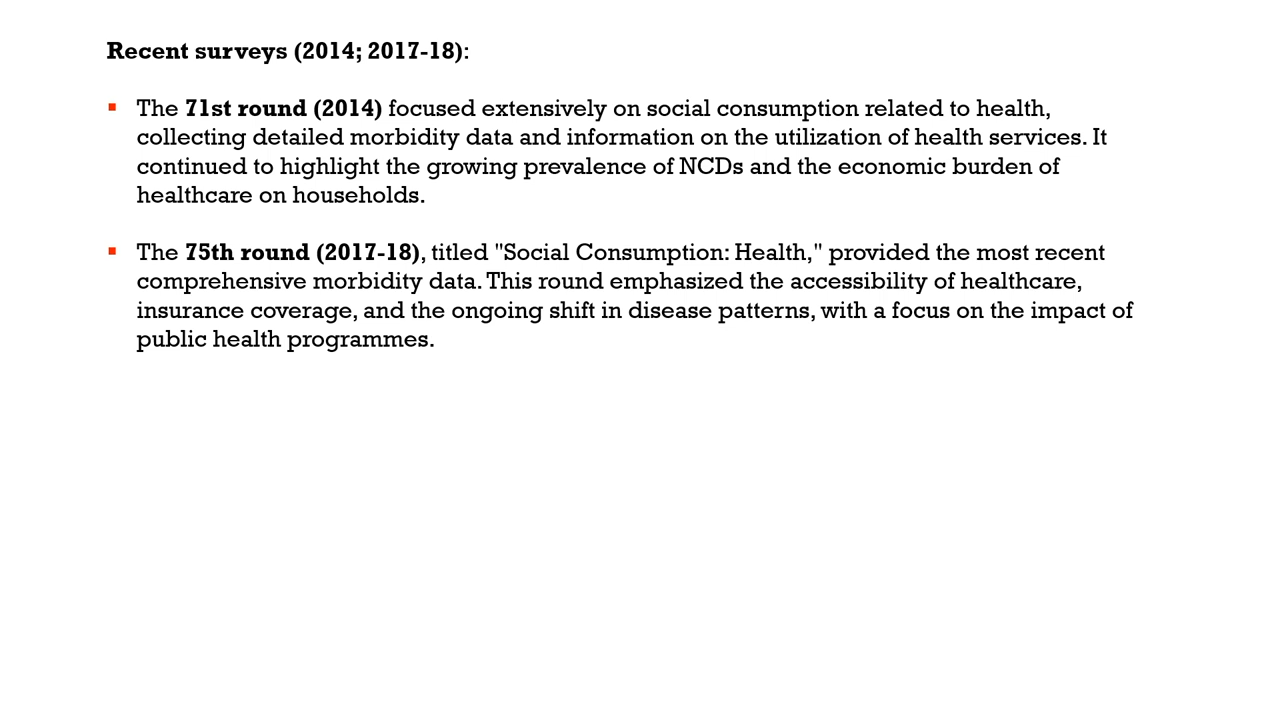 Recent surveys (2014; 2017-18):
▪ The 71st round (2014) focused extensively on social consumption related to health,
collecting detailed morbidity data and information on the utilization of health services. It
continued to highlight the growing prevalence of NCDs and the economic burden of
healthcare on households.
▪ The 75th round (2017-18), titled "Social Consumption: Health," provided the most recent
comprehensive morbidity data. This round emphasized the accessibility of healthcare,
insurance coverage, and the ongoing shift in disease patterns, with a focus on the impact of
public health programmes.